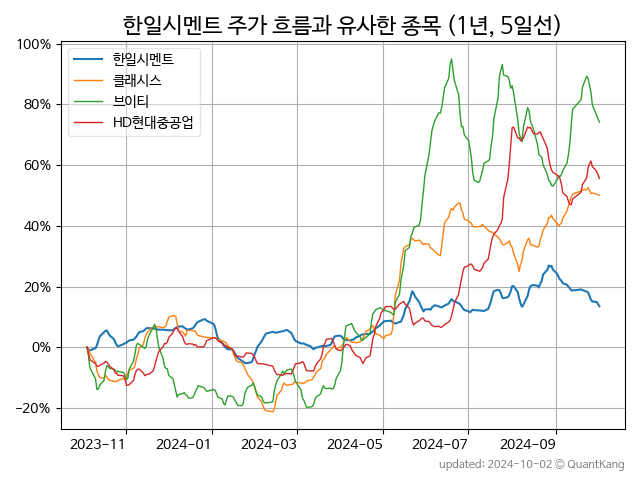 한일시멘트 주가 흐름과 유사한 종목 (1년, 5일선)
100%
80%
60%
40%
20%
0%
−20%
한일시멘트
클래시스
브이티
HD현대중공업
2023-11 2024-01 2024-03 2024-05 2024-07 2024-09
updated: 2024-10-02 © QuantKang